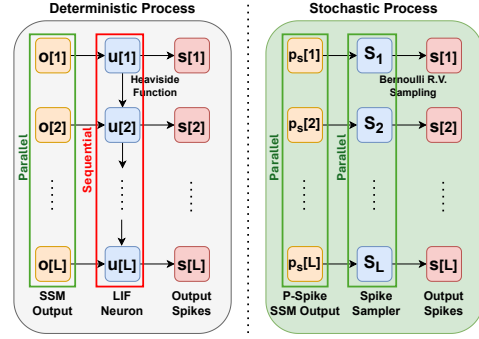 Deterministic Process
o[1]
u[1]
s[1]
Heaviside
Function
o[2]
u[2]
s[2]
Parallel
Sequential
o[L]
u[L]
s[L]
SSM
Output
LIF
Neuron
Output
Spikes
Stochastic Process
pₛ[1]
S₁
s[1]
Bernoulli R.V.
Sampling
pₛ[2]
S₂
s[2]
Parallel
Parallel
pₛ[L]
S_L
s[L]
P-Spike
SSM Output
Spike
Sampler
Output
Spikes